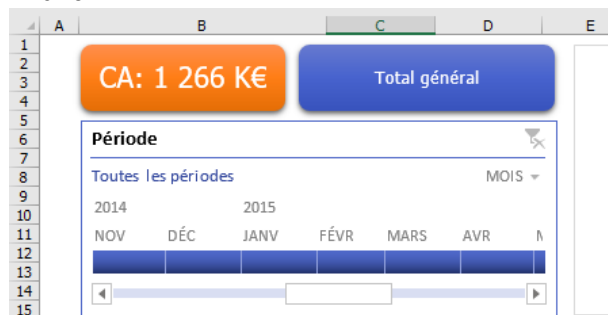 A B C D E
1
2
3
4
5
6
7
8
9
10
11
12
13
14
15
CA: 1 266 K€
Total général
Période
Toutes les périodes
MOIS
2014 2015
NOV DÉC JANV FÉVR MARS AVR